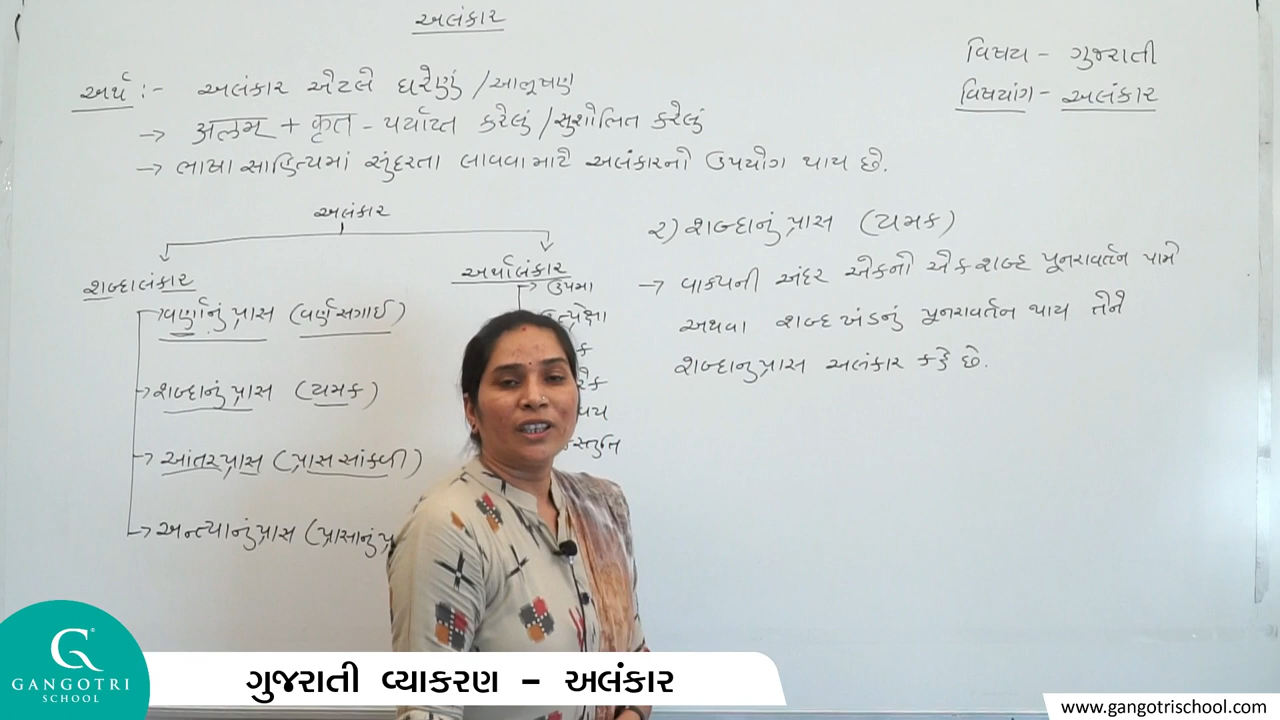 અલંકાર
વિષય - ગુજરાતી
વિષયાંગ - અલંકાર
અર્થ :- અલંકાર એટલે ઘરેણું /આભૂષણ
→ अलम + कृत - પર્યાપ્ત કરેલું /સુશોભિત કરેલું
→ ભાષા સાહિત્યમાં સુંદરતા લાવવા માટે અલંકારનો ઉપયોગ થાય છે.
અલંકાર
શબ્દાલંકાર
→ વર્ણાનું પ્રાસ (વર્ણસગાઈ)
→ શબ્દાનું પ્રાસ (યમક)
→ આંતરપ્રાસ (પ્રાસસાંકળી)
→ અન્ત્યાનું પ્રાસ (પ્રાસાનું
અર્થાલંકાર
→ ઉપમા
૨) શબ્દાનું પ્રાસ (યમક)
→ વાક્યની અંદર એકનો એક શબ્દ પૂનરાવર્તન પામે
અથવા શબ્દ ખંડનું પૂનરાવર્તન થાય તેને
શબ્દાનુપ્રાસ અલંકાર કહે છે.
GANGOTRI
SCHOOL
ગુજરાતી વ્યાકરણ – અલંકાર
www.gangotrischool.com